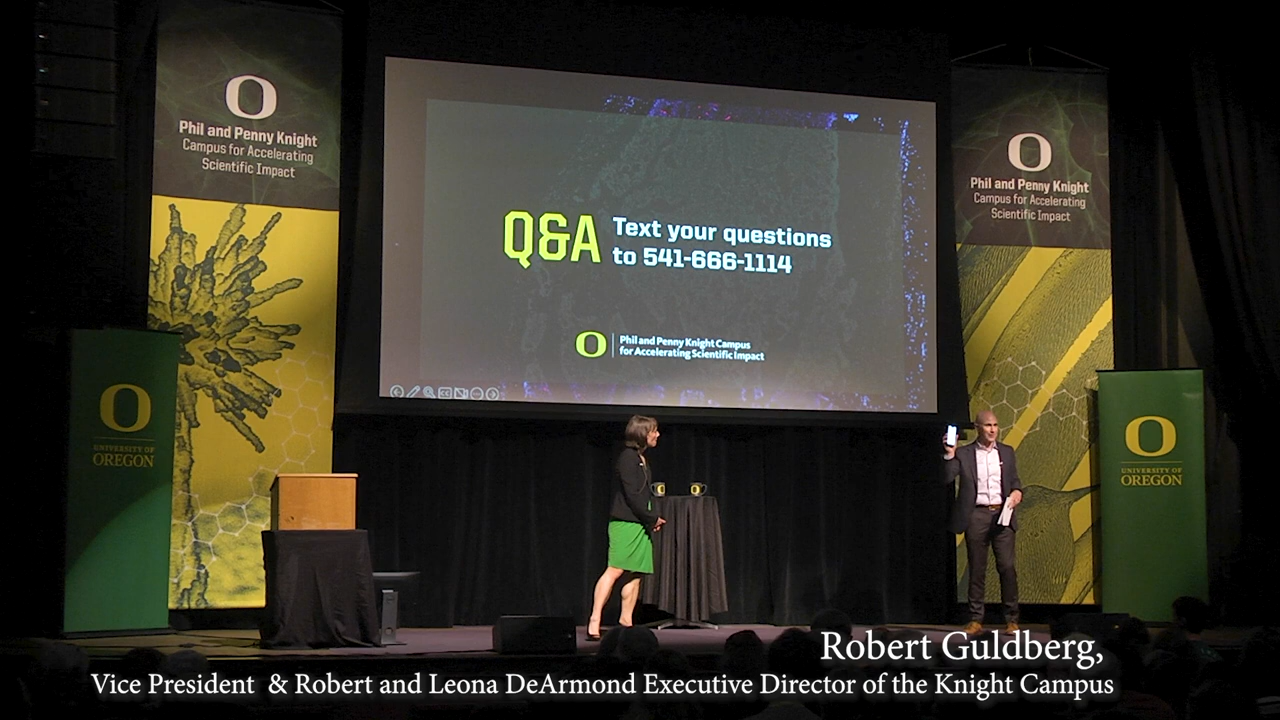 O
Phil and Penny Knight
Campus for Accelerating
Scientific Impact
O
Phil and Penny Knight
Campus for Accelerating
Scientific Impact
Q&A
Text your questions
to 541-666-1114
O
Phil and Penny Knight Campus
for Accelerating Scientific Impact
O
UNIVERSITY OF
OREGON
O
UNIVERSITY OF
OREGON
Robert Guldberg,
Vice President & Robert and Leona DeArmond Executive Director of the Knight Campus